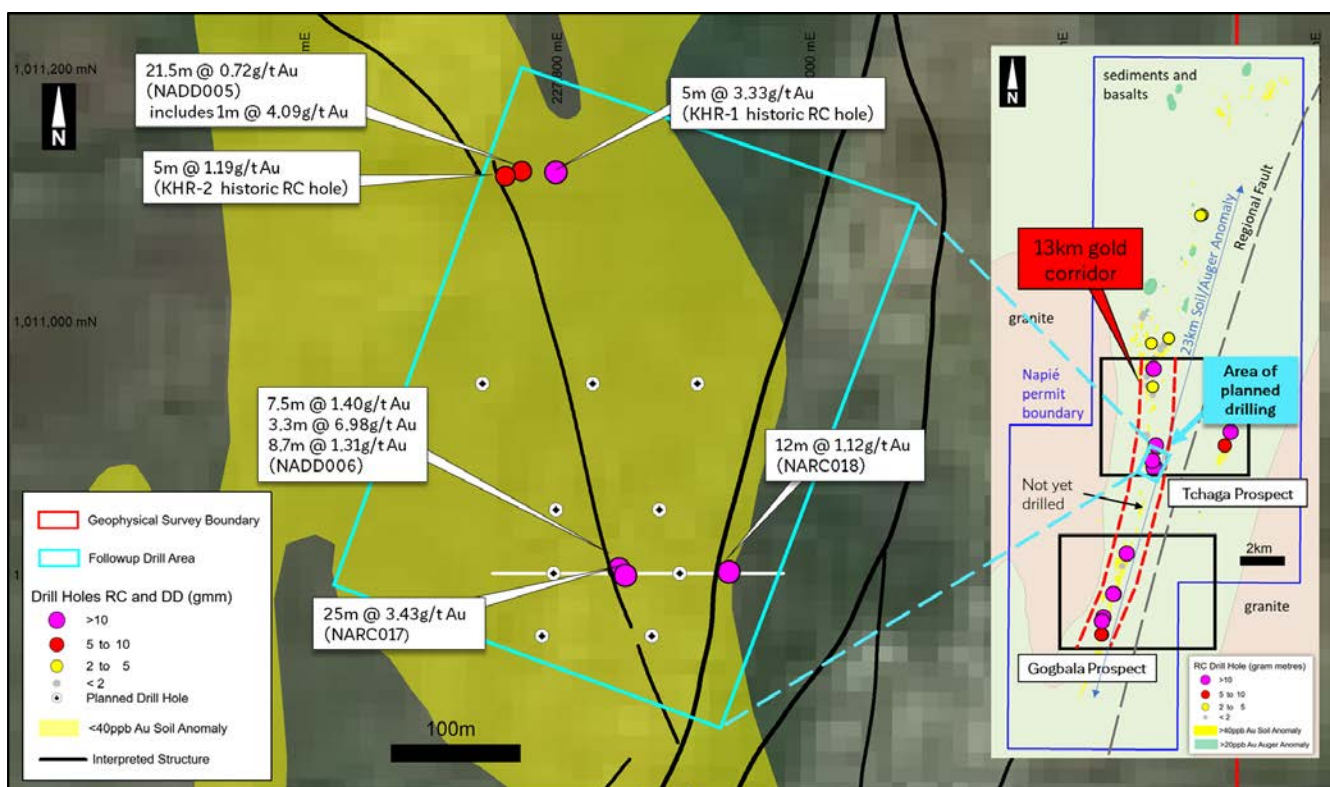 1,011,200 mN
1,011,000 mN
mE
227,800 mE
mE
N
21.5m @ 0.72g/t Au
(NADD005)
includes 1m @ 4.09g/t Au
5m @ 3.33g/t Au
(KHR-1 historic RC hole)
5m @ 1.19g/t Au
(KHR-2 historic RC hole)
7.5m @ 1.40g/t Au
3.3m @ 6.98g/t Au
8.7m @ 1.31g/t Au
(NADD006)
12m @ 1.12g/t Au
(NARC018)
25m @ 3.43g/t Au
(NARC017)
100m
Geophysical Survey Boundary
Followup Drill Area
Drill Holes RC and DD (gmm)
>10
5 to 10
2 to 5
< 2
Planned Drill Hole
<40ppb Au Soil Anomaly
Interpreted Structure
N
sediments and
basalts
13km gold
corridor
granite
Napié
permit
boundary
Regional Fault
23km Soil/Auger Anomaly
Area of
planned
drilling
Not yet
drilled
Tchaga Prospect
2km
granite
Gogbala Prospect
RC Drill Hole (gram metres)
>10
5 to 10
2 to 5
< 2
>40ppb Au Soil Anomaly
>20ppb Au Auger Anomaly